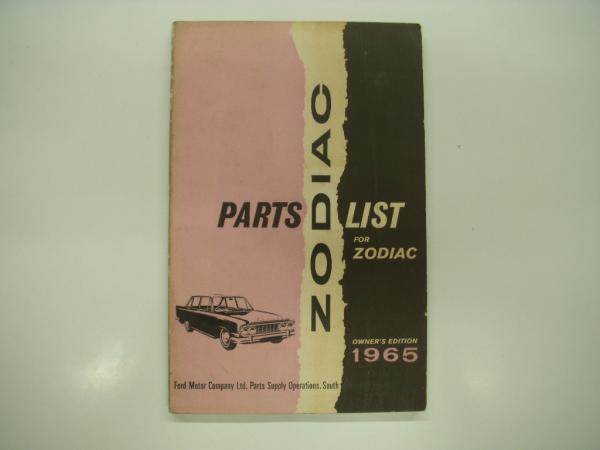 ZODIAC
PARTS LIST
FOR
ZODIAC
OWNER'S EDITION
1965
Ford Motor Company Ltd. Parts Supply Operations. South